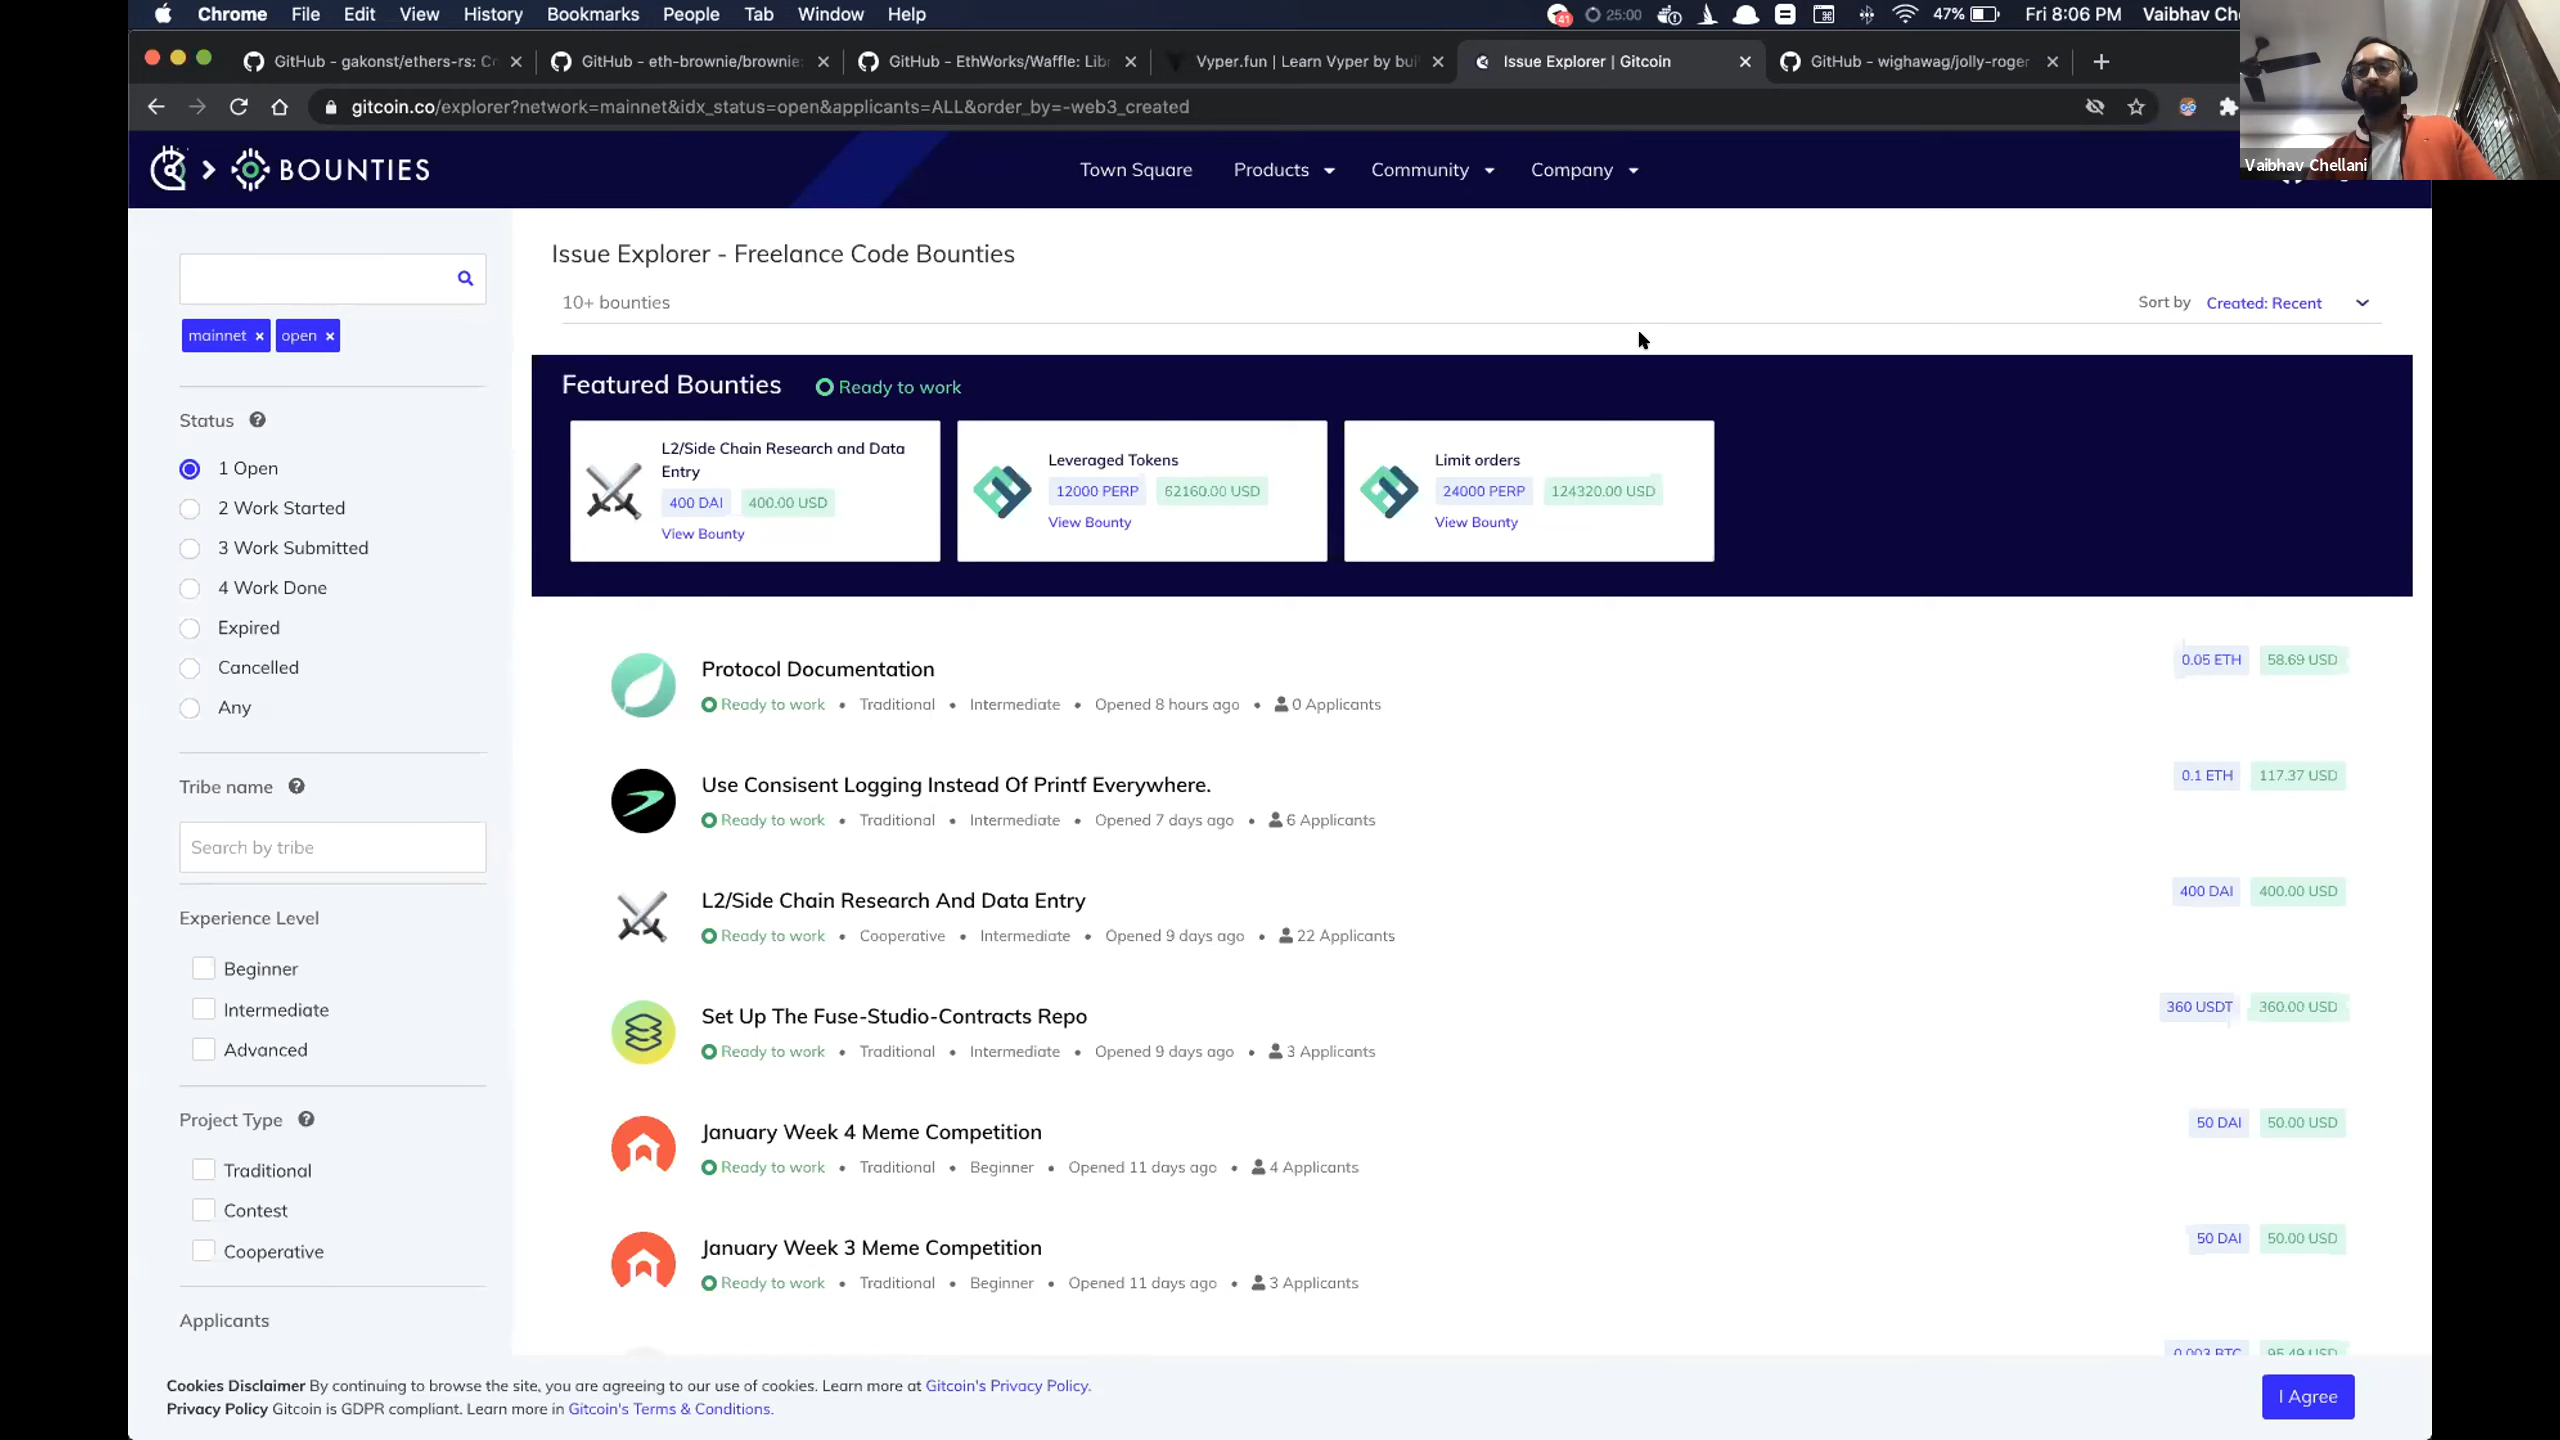 Chrome File Edit View History Bookmarks People Tab Window Help
41 25:00 47% Fri 8:06 PM Vaibhav Che
GitHub - gakonst/ethers-rs: Co
GitHub - eth-brownie/brownie:
GitHub - EthWorks/Waffle: Libr
Vyper.fun | Learn Vyper by bui
Issue Explorer | Gitcoin
GitHub - wighawag/jolly-roger
gitcoin.co/explorer?network=mainnet&idx_status=open&applicants=ALL&order_by=-web3_created
Vaibhav Chellani
BOUNTIES
Town Square Products Community Company
mainnet × open ×
Status
1 Open
2 Work Started
3 Work Submitted
4 Work Done
Expired
Cancelled
Any
Tribe name
Search by tribe
Experience Level
Beginner
Intermediate
Advanced
Project Type
Traditional
Contest
Cooperative
Applicants
Issue Explorer - Freelance Code Bounties
10+ bounties
Sort by Created: Recent
Featured Bounties Ready to work
L2/Side Chain Research and Data
Entry
400 DAI 400.00 USD
View Bounty
Leveraged Tokens
12000 PERP 62160.00 USD
View Bounty
Limit orders
24000 PERP 124320.00 USD
View Bounty
Protocol Documentation
0.05 ETH 58.69 USD
Ready to work • Traditional • Intermediate • Opened 8 hours ago • 0 Applicants
Use Consisent Logging Instead Of Printf Everywhere.
0.1 ETH 117.37 USD
Ready to work • Traditional • Intermediate • Opened 7 days ago • 6 Applicants
L2/Side Chain Research And Data Entry
400 DAI 400.00 USD
Ready to work • Cooperative • Intermediate • Opened 9 days ago • 22 Applicants
Set Up The Fuse-Studio-Contracts Repo
360 USDT 360.00 USD
Ready to work • Traditional • Intermediate • Opened 9 days ago • 3 Applicants
January Week 4 Meme Competition
50 DAI 50.00 USD
Ready to work • Traditional • Beginner • Opened 11 days ago • 4 Applicants
January Week 3 Meme Competition
50 DAI 50.00 USD
Ready to work • Traditional • Beginner • Opened 11 days ago • 3 Applicants
0.003 BTC 95.49 USD
Cookies Disclaimer By continuing to browse the site, you are agreeing to our use of cookies. Learn more at Gitcoin's Privacy Policy.
Privacy Policy Gitcoin is GDPR compliant. Learn more in Gitcoin's Terms & Conditions.
I Agree